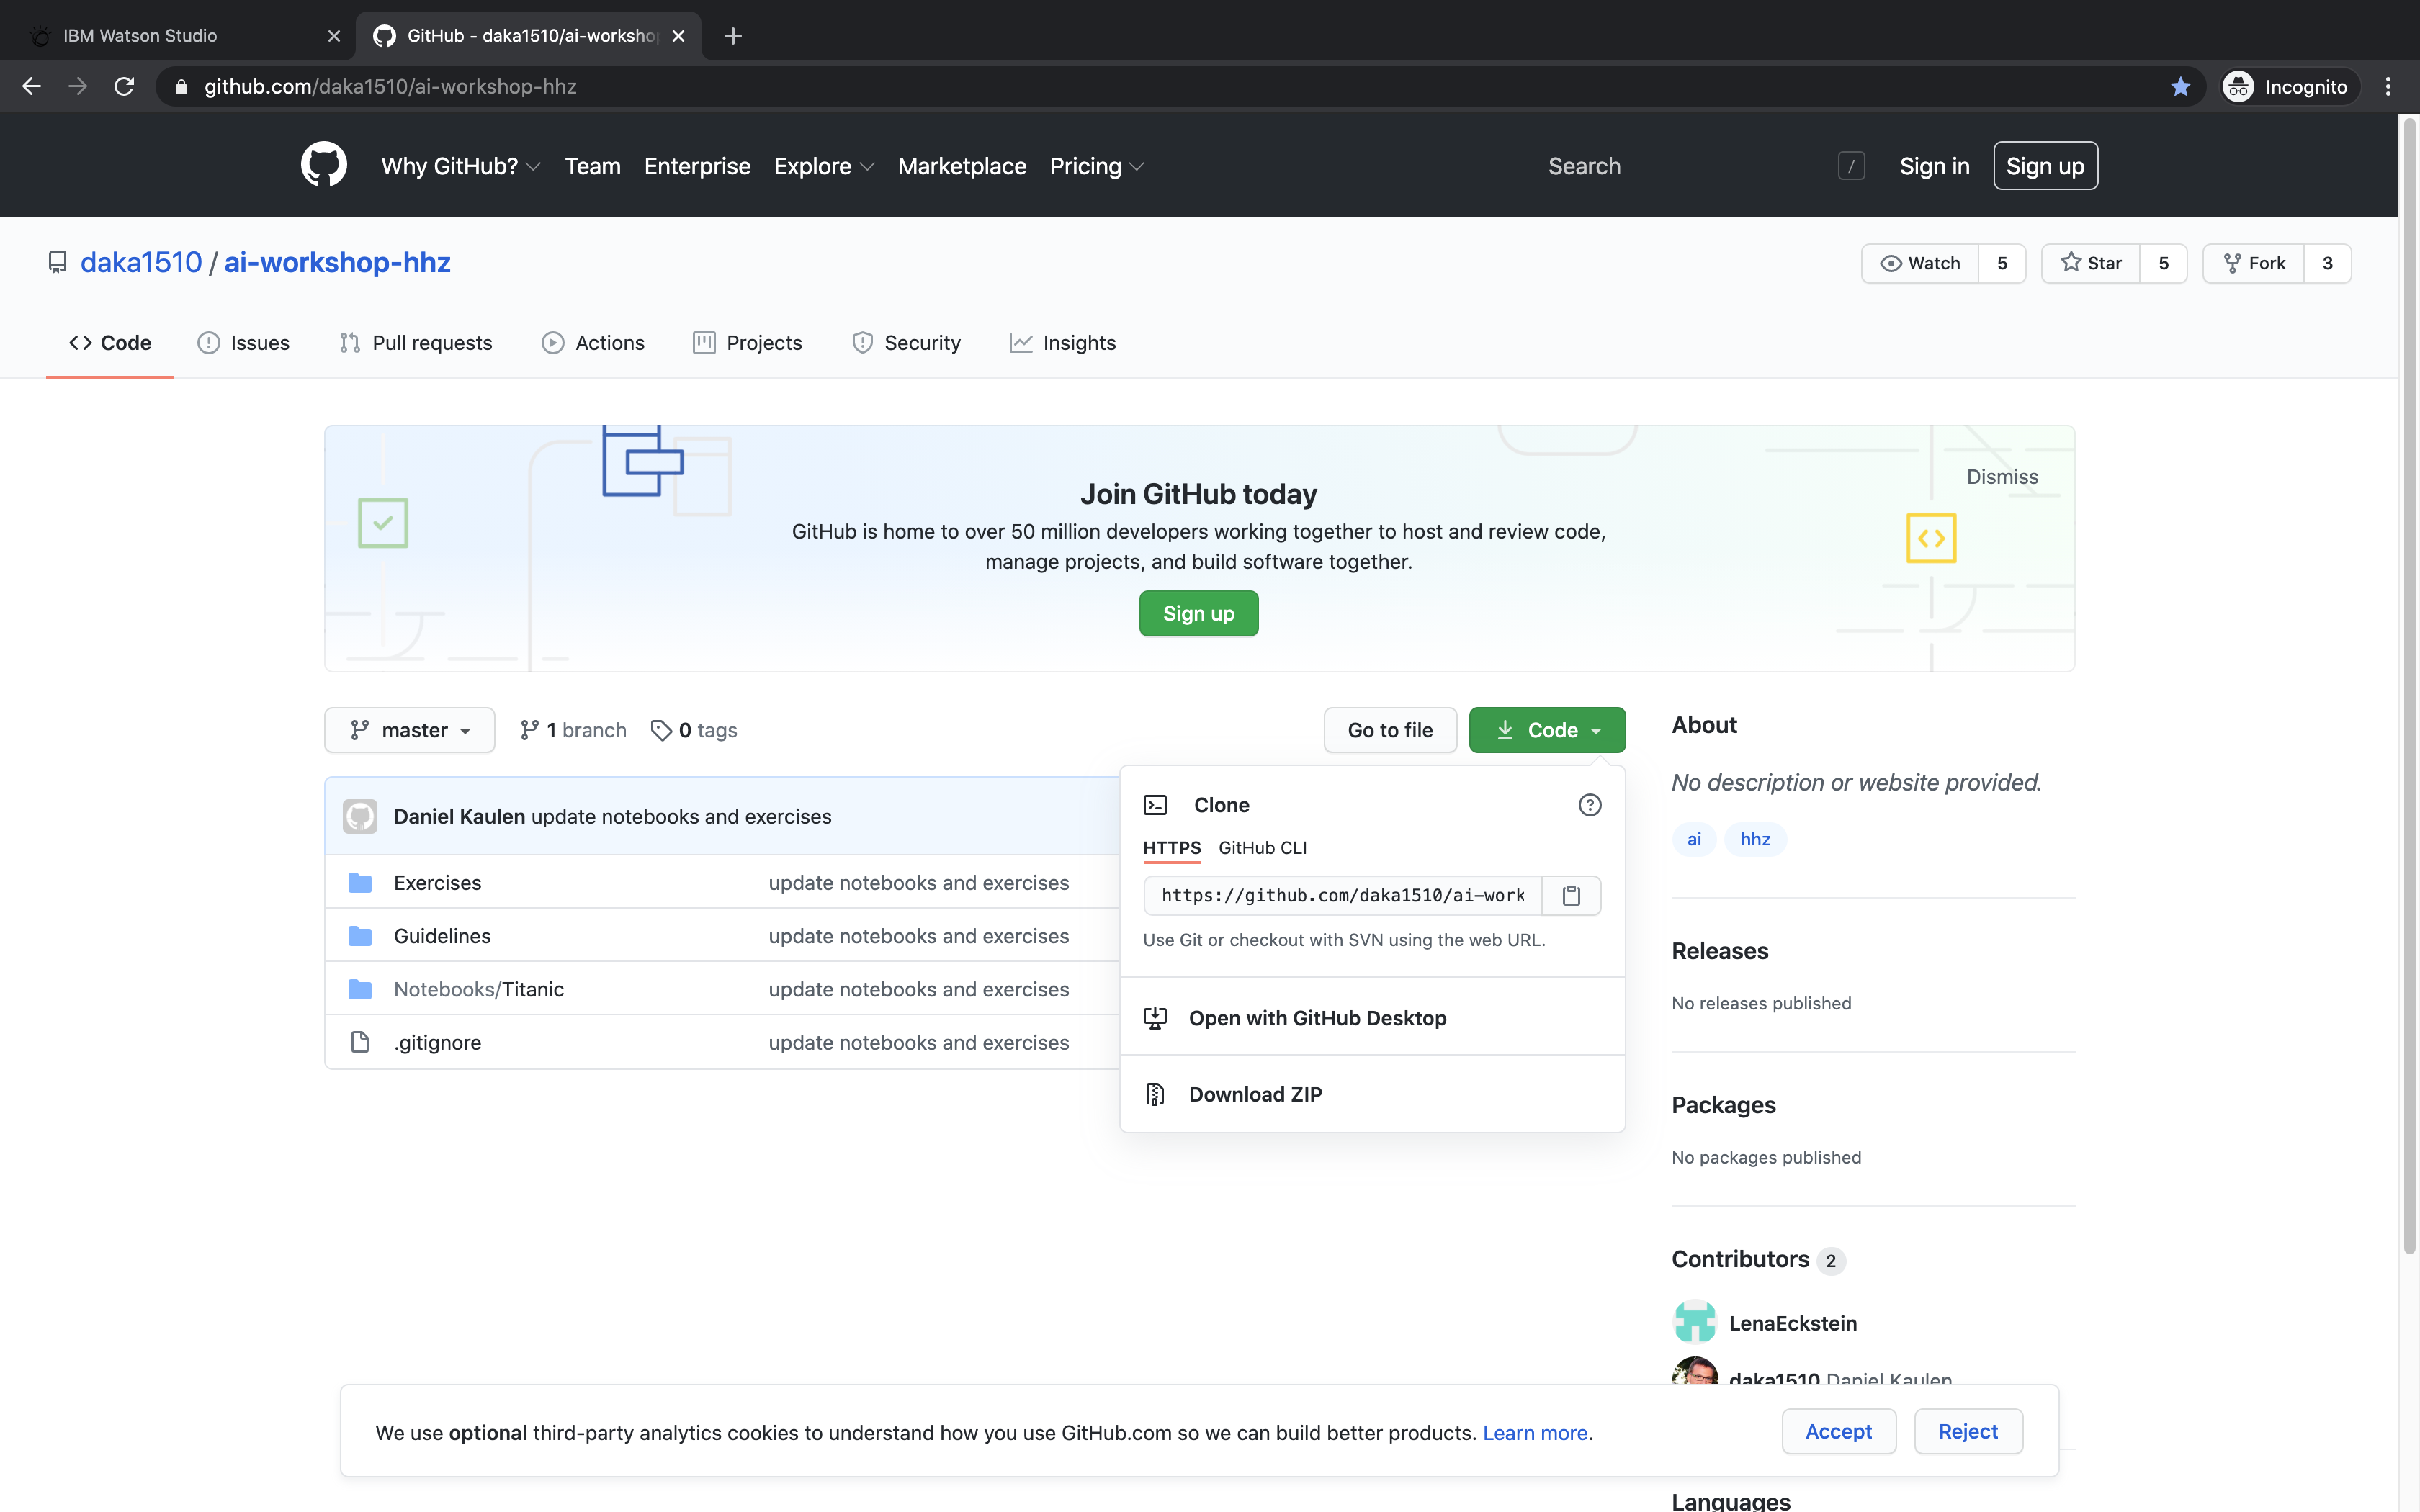 IBM Watson Studio
GitHub - daka1510/ai-workshop
github.com/daka1510/ai-workshop-hhz
Incognito
Why GitHub? Team Enterprise Explore Marketplace Pricing
Search /
Sign in Sign up
daka1510 / ai-workshop-hhz
Watch 5 Star 5 Fork 3
Code Issues Pull requests Actions Projects Security Insights
Dismiss
Join GitHub today
GitHub is home to over 50 million developers working together to host and review code,
manage projects, and build software together.
Sign up
master 1 branch 0 tags
Go to file Code
Daniel Kaulen update notebooks and exercises
Exercises update notebooks and exercises
Guidelines update notebooks and exercises
Notebooks/Titanic update notebooks and exercises
.gitignore update notebooks and exercises
Clone
HTTPS GitHub CLI
https://github.com/daka1510/ai-work
Use Git or checkout with SVN using the web URL.
Open with GitHub Desktop
Download ZIP
About
No description or website provided.
ai hhz
Releases
No releases published
Packages
No packages published
Contributors 2
LenaEckstein
daka1510 Daniel Kaulen
We use optional third-party analytics cookies to understand how you use GitHub.com so we can build better products. Learn more.
Accept Reject
Languages